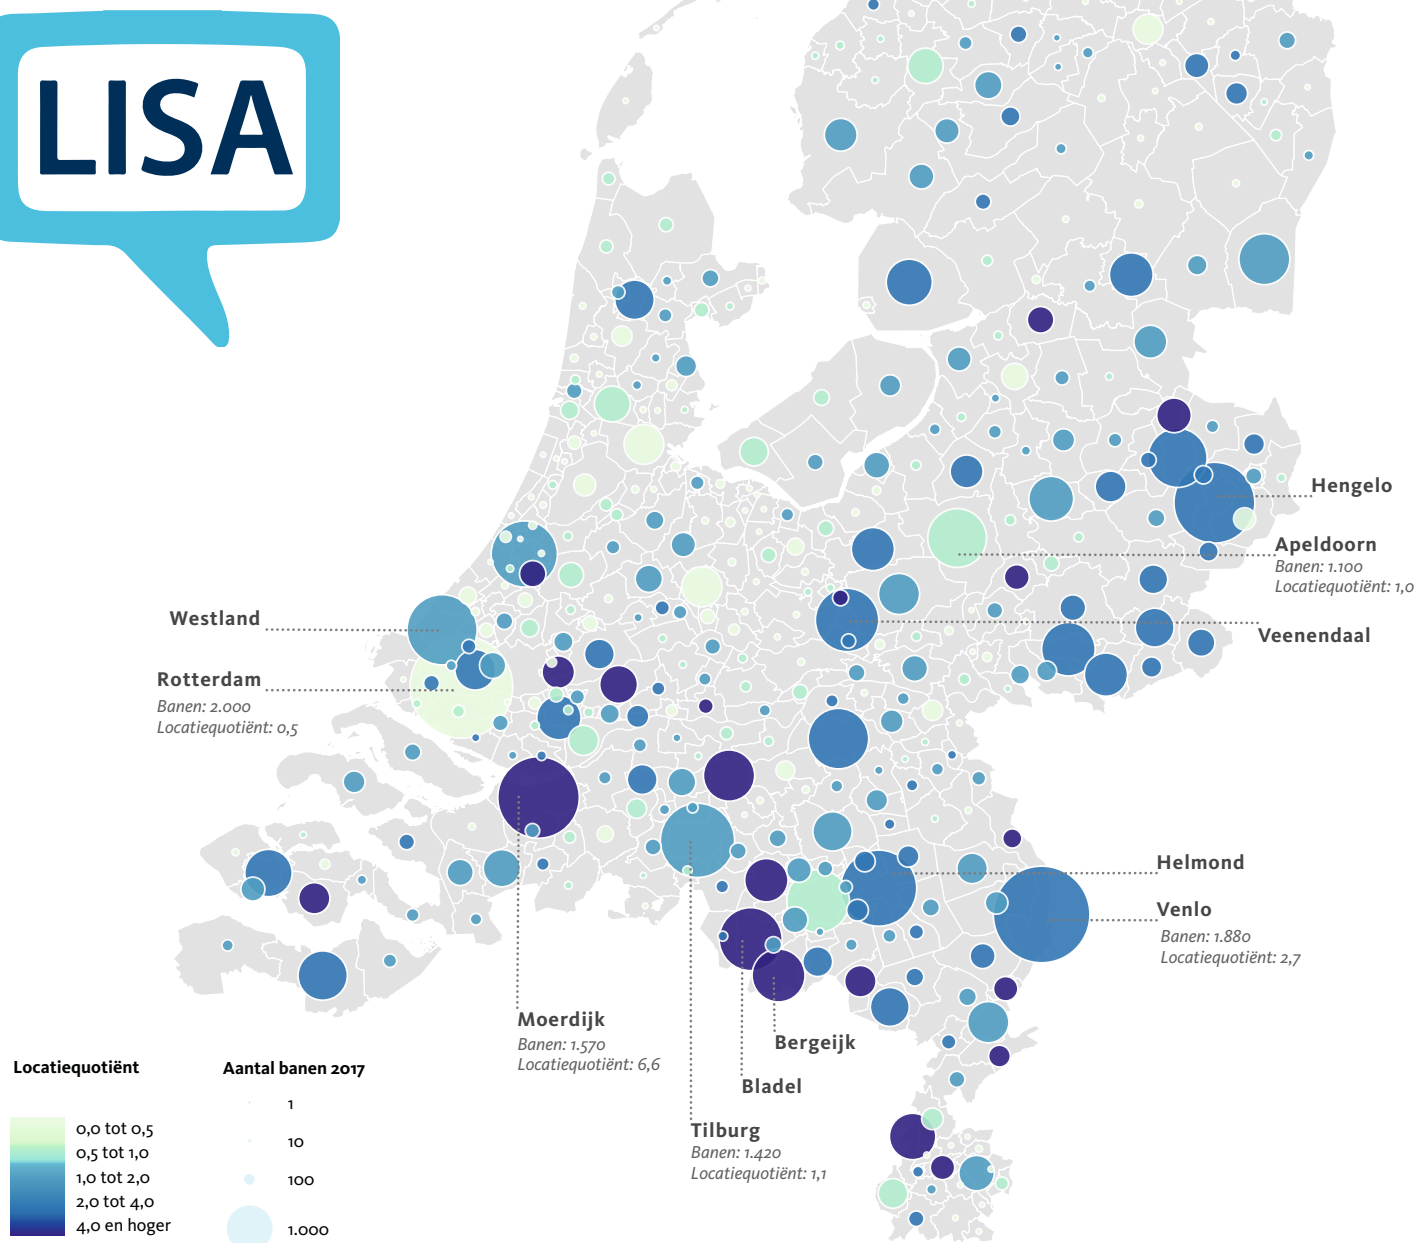 LISA
Hengelo
Apeldoorn
Banen: 1.100
Locatiequotiënt: 1,0
Westland
Veenendaal
Rotterdam
Banen: 2.000
Locatiequotiënt: 0,5
Helmond
Venlo
Banen: 1.880
Locatiequotiënt: 2,7
Moerdijk
Banen: 1.570
Locatiequotiënt: 6,6
Bergeijk
Bladel
Tilburg
Banen: 1.420
Locatiequotiënt: 1,1
Locatiequotiënt
0,0 tot 0,5
0,5 tot 1,0
1,0 tot 2,0
2,0 tot 4,0
4,0 en hoger
Aantal banen 2017
1
10
100
1.000